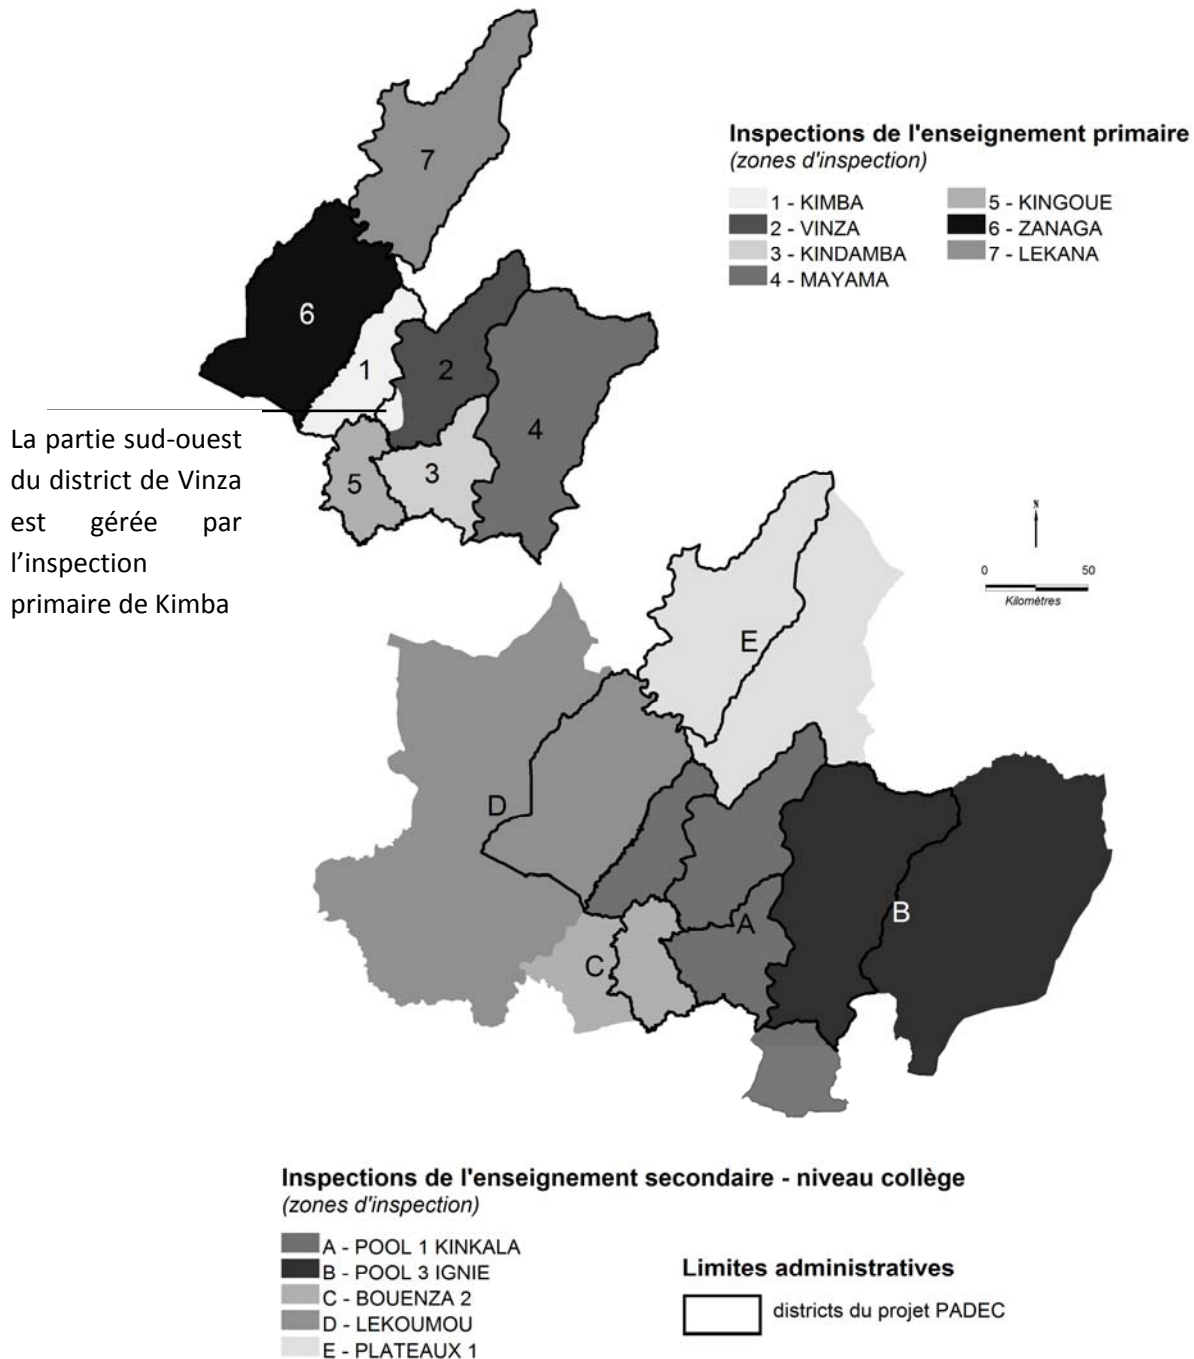 7
Inspections de l'enseignement primaire
(zones d'inspection)
1 - KIMBA
2 - VINZA
3 - KINDAMBA
4 - MAYAMA
5 - KINGOUE
6 - ZANAGA
7 - LEKANA
6
1
2
4
3
5
La partie sud-ouest
du district de Vinza
est gérée par
l’inspection
primaire de Kimba
N
0 50
Kilomètres
E
D
A
B
C
Inspections de l'enseignement secondaire - niveau collège
(zones d'inspection)
A - POOL 1 KINKALA
B - POOL 3 IGNIE
C - BOUENZA 2
D - LEKOUMOU
E - PLATEAUX 1
Limites administratives
districts du projet PADEC